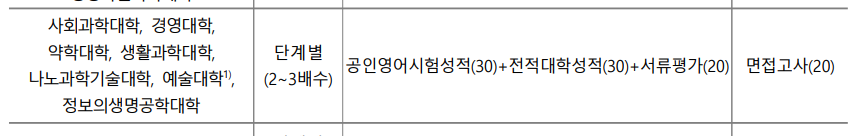 사회과학대학, 경영대학,
약학대학, 생활과학대학,
나노과학기술대학, 예술대학1),
정보의생명공학대학
단계별
(2~3배수)
공인영어시험성적(30)+전적대학성적(30)+서류평가(20)
면접고사(20)